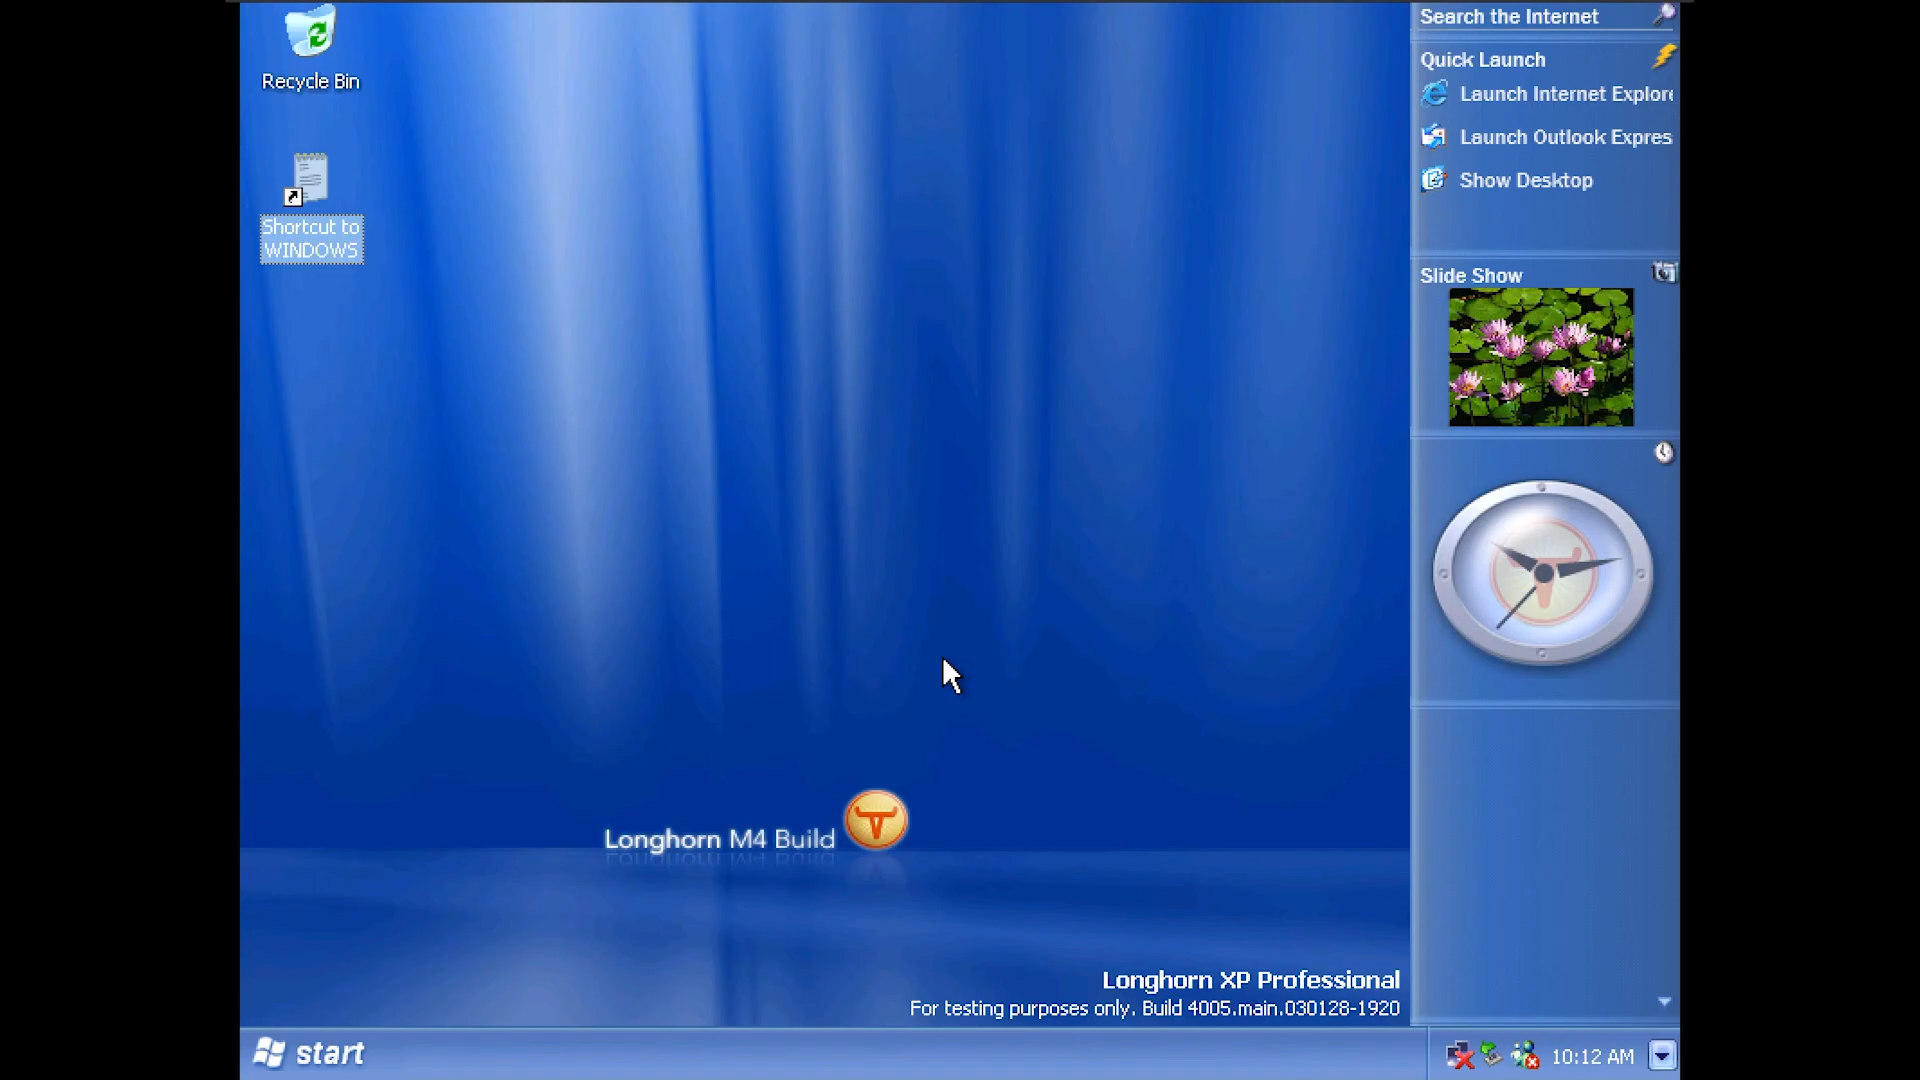 Recycle Bin
Shortcut to
WINDOWS
Search the Internet
Quick Launch
Launch Internet Explore
Launch Outlook Expres
Show Desktop
Slide Show
Longhorn M4 Build
Longhorn XP Professional
For testing purposes only. Build 4005.main.030128-1920
start
10:12 AM